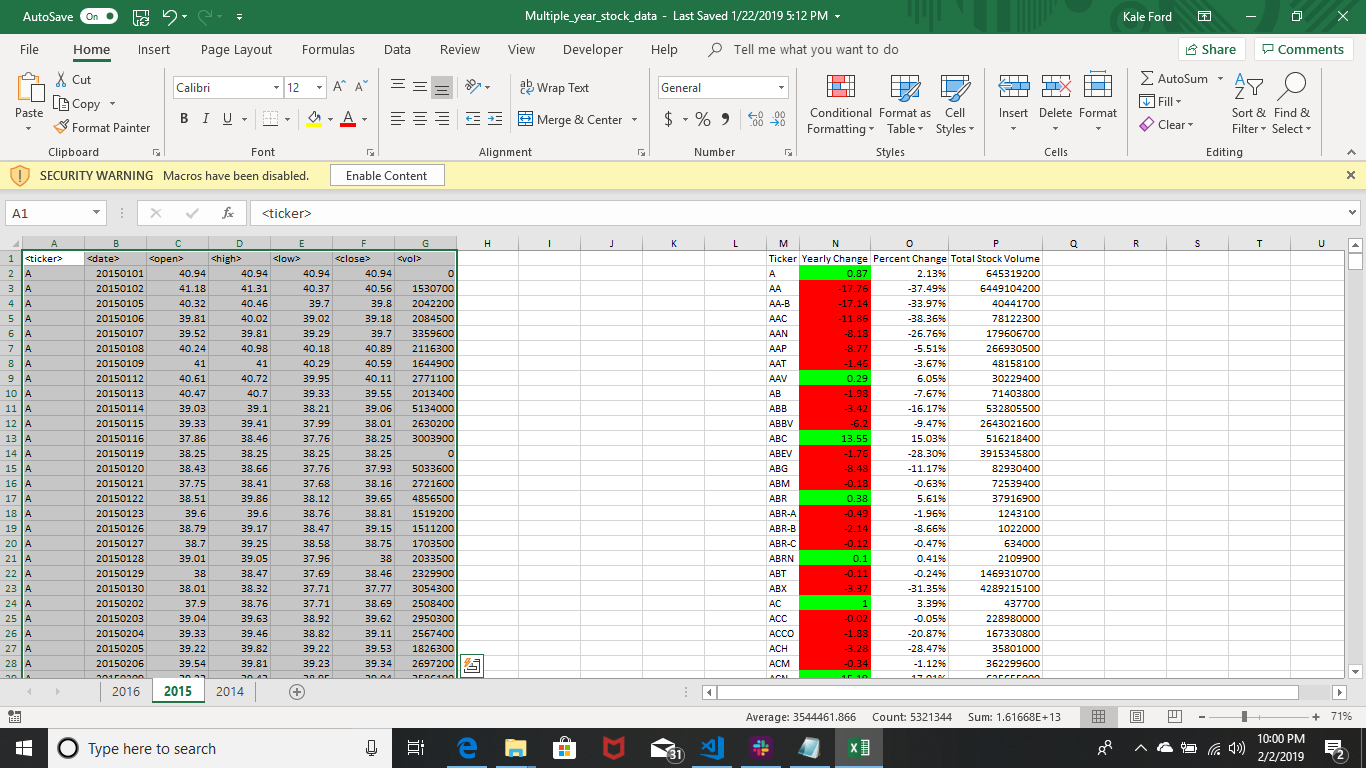 AutoSave On Multiple_year_stock_data - Last Saved 1/22/2019 5:12 PM Kale Ford
File Home Insert Page Layout Formulas Data Review View Developer Help Tell me what you want to do Share Comments
Paste Cut Copy Format Painter Clipboard
Calibri 12 B I U A A Font
ab Wrap Text Merge & Center Alignment
General $ % Number
Conditional Formatting Format as Table Cell Styles Styles
Insert Delete Format Cells
AutoSum Fill Clear Sort & Filter Find & Select Editing
SECURITY WARNING Macros have been disabled. Enable Content
A1 fx <ticker>
A B C D E F G H I J K L M N O P Q R S T U
1 <ticker> <date> <open> <high> <low> <close> <vol> Ticker Yearly Change Percent Change Total Stock Volume
2 A 20150101 40.94 40.94 40.94 40.94 0 A 0.87 2.13% 645319200
3 A 20150102 41.18 41.31 40.37 40.56 1530700 AA -17.76 -37.49% 6449104200
4 A 20150105 40.32 40.46 39.7 39.8 2042200 AA-B -17.14 -33.97% 40441700
5 A 20150106 39.81 40.02 39.02 39.18 2084500 AAC -11.86 -38.36% 78122300
6 A 20150107 39.52 39.81 39.29 39.7 3359600 AAN -8.18 -26.76% 179606700
7 A 20150108 40.24 40.98 40.18 40.89 2116300 AAP -8.77 -5.51% 266930500
8 A 20150109 41 41 40.29 40.59 1644900 AAT -1.46 -3.67% 48158100
9 A 20150112 40.61 40.72 39.95 40.11 2771100 AAV 0.29 6.05% 30229400
10 A 20150113 40.47 40.7 39.33 39.55 2013400 AB -1.98 -7.67% 71403800
11 A 20150114 39.03 39.1 38.21 39.06 5134000 ABB -3.42 -16.17% 532805500
12 A 20150115 39.33 39.41 37.99 38.01 2630200 ABBV -6.2 -9.47% 2643021600
13 A 20150116 37.86 38.46 37.76 38.25 3003900 ABC 13.55 15.03% 516218400
14 A 20150119 38.25 38.25 38.25 38.25 0 ABEV -1.76 -28.30% 3915345800
15 A 20150120 38.43 38.66 37.76 37.93 5033600 ABG -8.48 -11.17% 82930400
16 A 20150121 37.75 38.41 37.68 38.16 2721600 ABM -0.18 -0.63% 72539400
17 A 20150122 38.51 39.86 38.12 39.65 4856500 ABR 0.38 5.61% 37916900
18 A 20150123 39.6 39.6 38.76 38.81 1519200 ABR-A -0.49 -1.96% 1243100
19 A 20150126 38.79 39.17 38.47 39.15 1511200 ABR-B -2.14 -8.66% 1022000
20 A 20150127 38.7 39.25 38.58 38.75 1703500 ABR-C -0.12 -0.47% 634000
21 A 20150128 39.01 39.05 37.96 38 2033500 ABRN 0.1 0.41% 2109900
22 A 20150129 38 38.47 37.69 38.46 2329900 ABT -0.11 -0.24% 1469310700
23 A 20150130 38.01 38.32 37.71 37.77 3054300 ABX -3.37 -31.35% 4289215100
24 A 20150202 37.9 38.76 37.71 38.69 2508400 AC 1 3.39% 437700
25 A 20150203 39.04 39.63 38.92 39.62 2950300 ACC -0.02 -0.05% 228980000
26 A 20150204 39.33 39.46 38.82 39.11 2567400 ACCO -1.88 -20.87% 167330800
27 A 20150205 39.22 39.82 39.22 39.53 1826300 ACH -3.28 -28.47% 35801000
28 A 20150206 39.54 39.81 39.23 39.34 2697200 ACM -0.34 -1.12% 362299600
2016 2015 2014
Average: 3544461.866 Count: 5321344 Sum: 1.61668E+13 71%
Type here to search 31 10:00 PM
2/2/2019 2